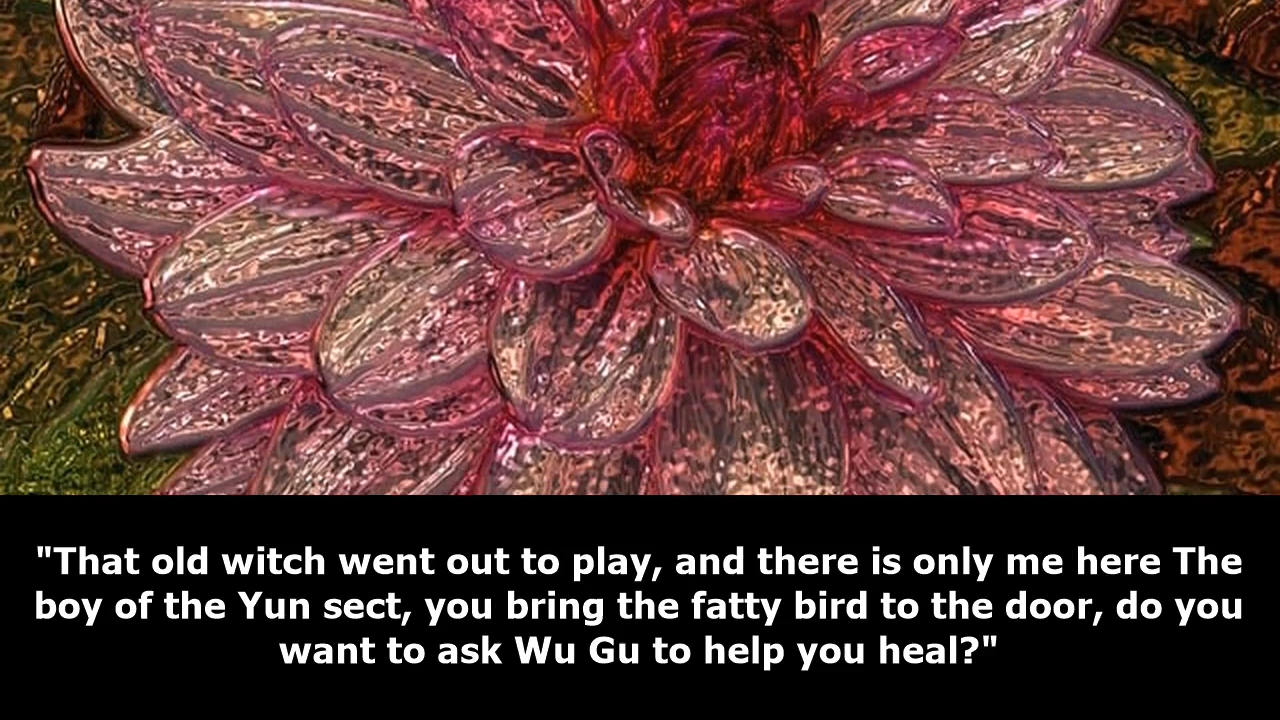 "That old witch went out to play, and there is only me here The
boy of the Yun sect, you bring the fatty bird to the door, do you
want to ask Wu Gu to help you heal?"